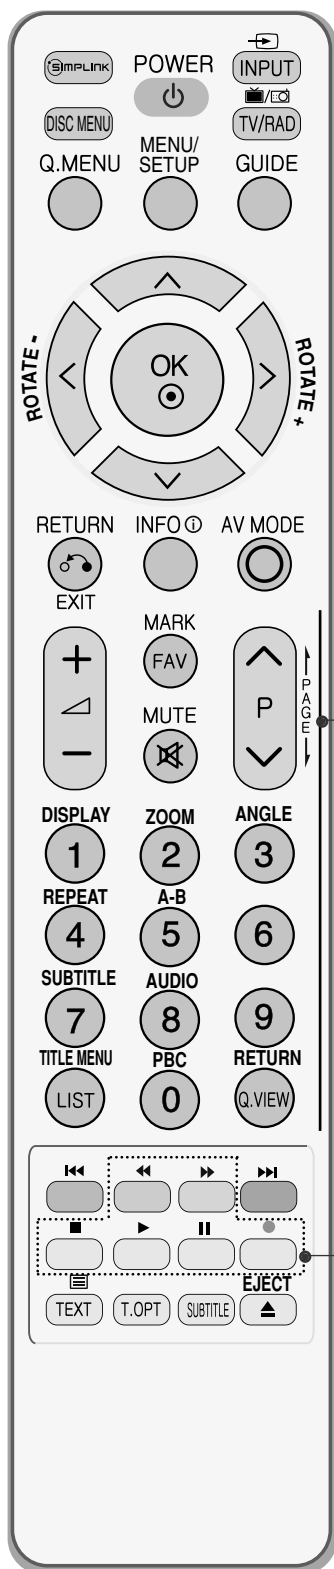 SIMPLINK POWER INPUT
DISC MENU TV/RAD
Q.MENU MENU/ SETUP GUIDE
ROTATE - OK ROTATE +
RETURN INFO i AV MODE
EXIT
MARK
+ FAV P PAGE
MUTE
-
DISPLAY ZOOM ANGLE
1 2 3
REPEAT A-B
4 5 6
SUBTITLE AUDIO
7 8 9
TITLE MENU PBC RETURN
LIST 0 Q.VIEW
EJECT
TEXT T.OPT SUBTITLE